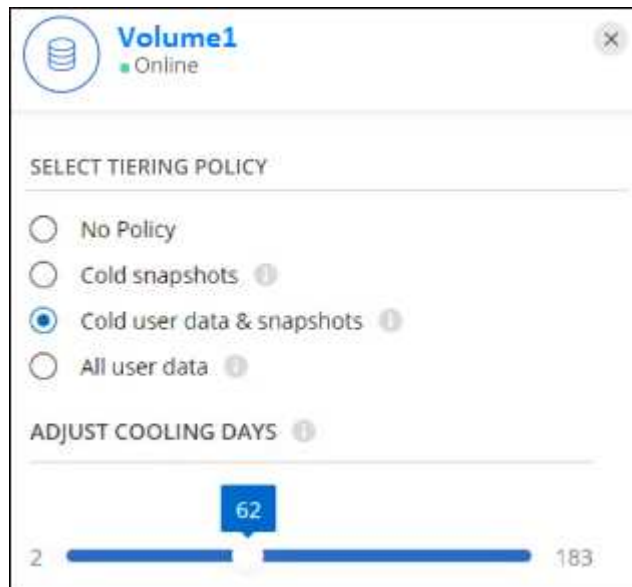 Volume1
Online
SELECT TIERING POLICY
No Policy
Cold snapshots
Cold user data & snapshots
All user data
ADJUST COOLING DAYS
62
2 183